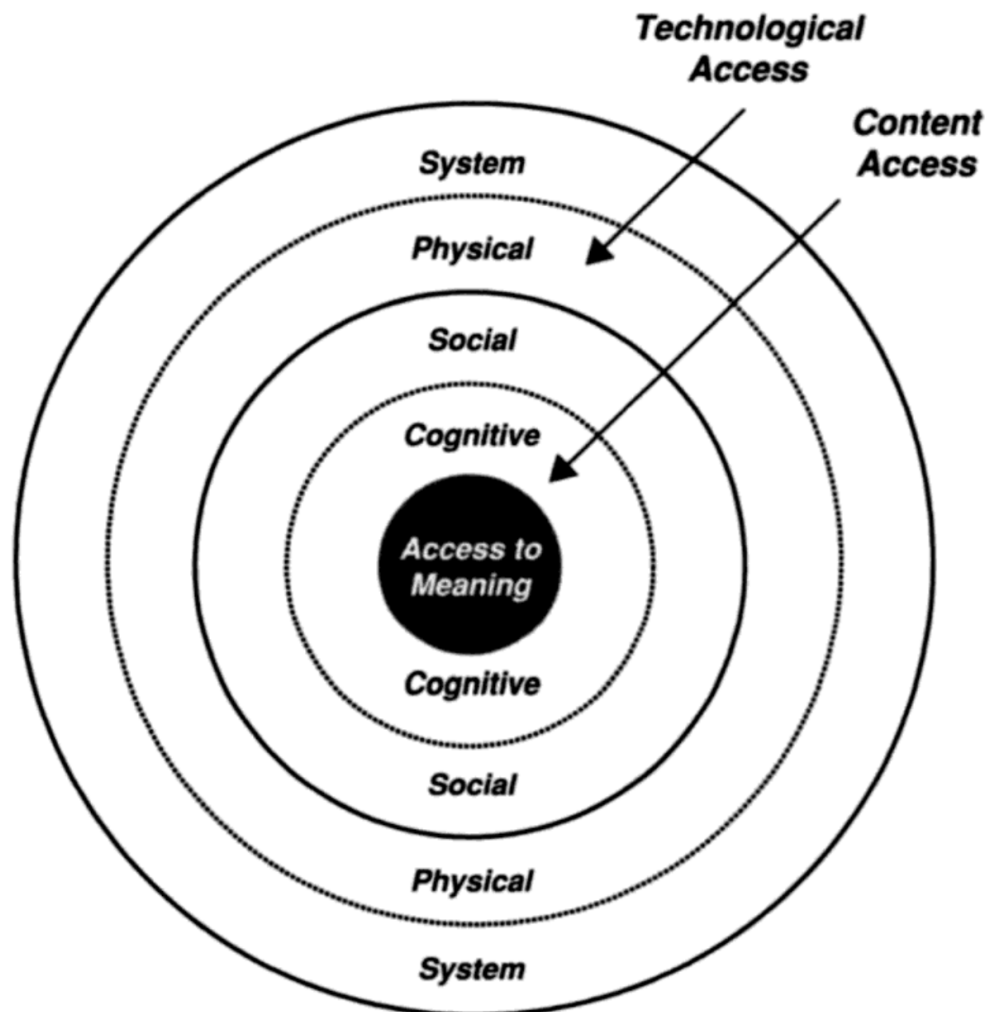 Technological
Access
Content
Access
System
Physical
Social
Cognitive
Access to
Meaning
Cognitive
Social
Physical
System